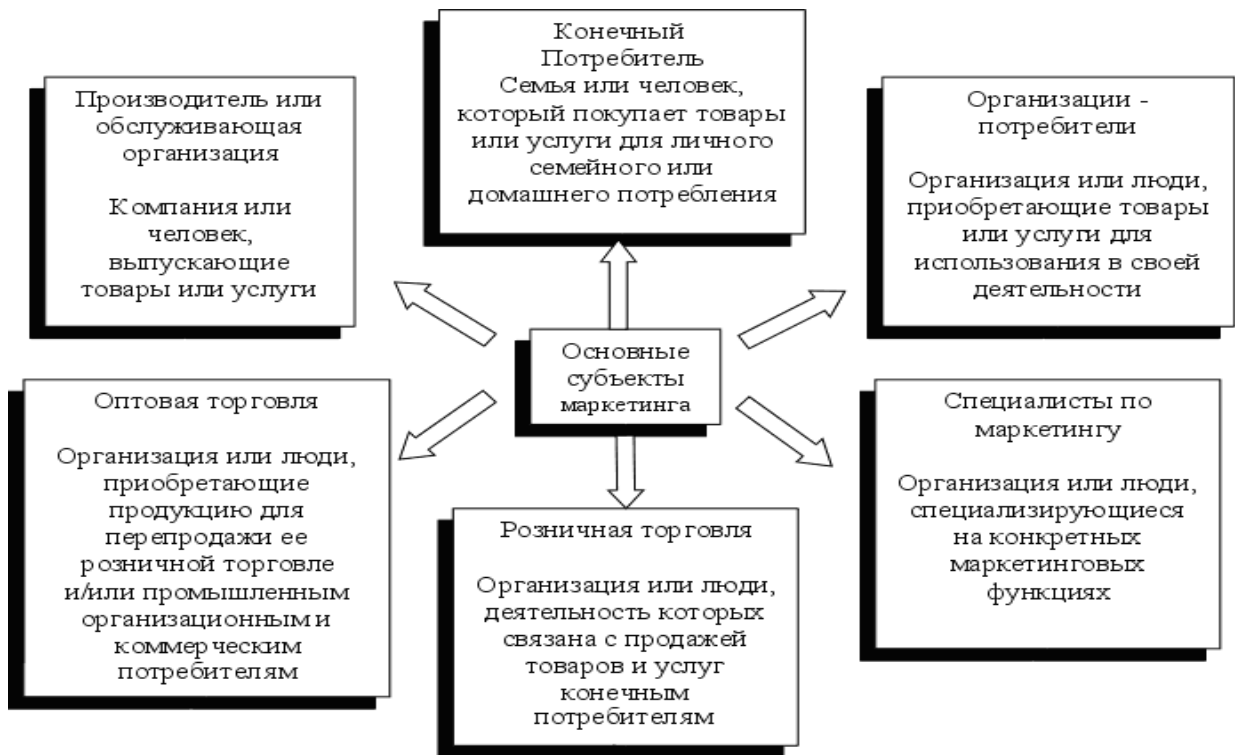 Конечный
Потребитель
Семья или человек,
который покупает товары
или услуги для личного
семейного или
домашнего потребления
Производитель или
обслуживающая
организация
Компания или
человек,
выпускающие
товары или услуги
Организации -
потребители
Организация или люди,
приобретающие товары
или услуги для
использования в своей
деятельности
Основные
субъекты
маркетинга
Оптовая торговля
Организация или люди,
приобретающие
продукцию для
перепродажи ее
розничной торговле
и/или промышленным
организационным и
коммерческим
потребителям
Розничная торговля
Организация или люди,
деятельность которых
связана с продажей
товаров и услуг
конечным
потребителям
Специалисты по
маркетингу
Организация или люди,
специализирующиеся
на конкретных
маркетинговых
функциях